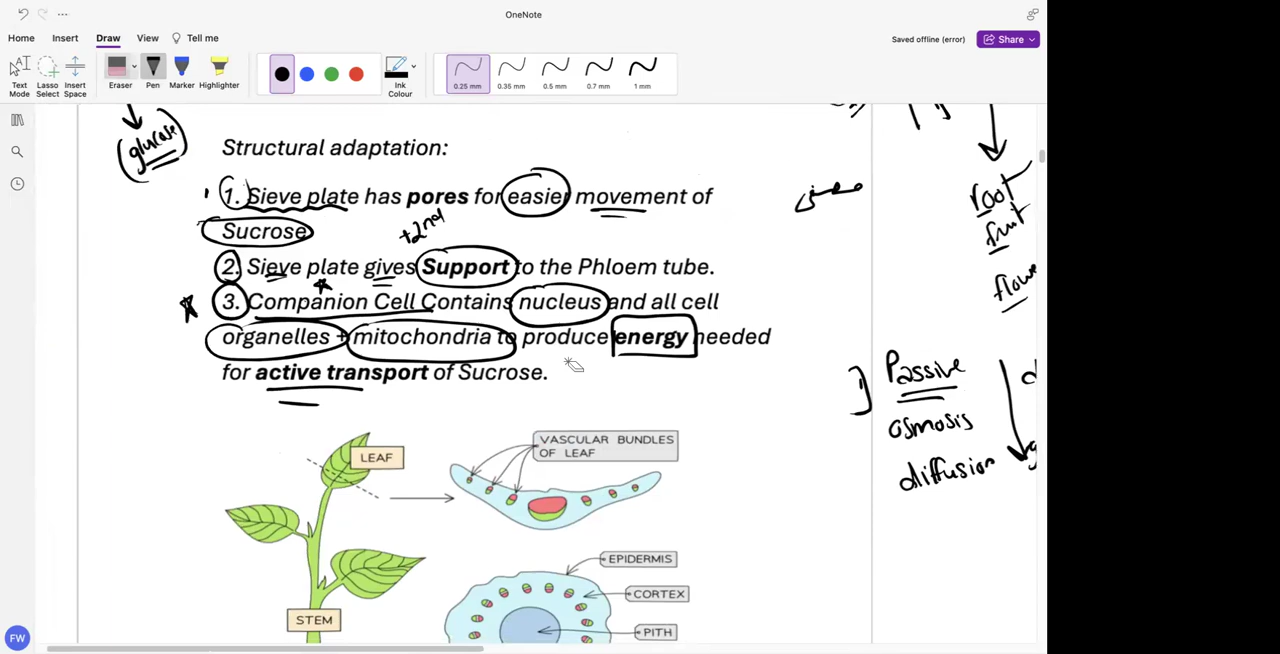 OneNote
Home Insert Draw View Tell me
Saved offline (error) Share
Text Mode Lasso Select Insert Space Eraser Pen Marker Highlighter
0.25 mm 0.35 mm 0.5 mm 0.7 mm 1 mm
Ink Colour
glucose
Structural adaptation:
1. Sieve plate has pores for easier movement of
Sucrose
+2nd
2. Sieve plate gives Support to the Phloem tube.
3. Companion Cell Contains nucleus and all cell
organelles + mitochondria to produce energy needed
for active transport of Sucrose.
root
fruit
flowe
1) Passive
osmosis
diffusion
LEAF
VASCULAR BUNDLES
OF LEAF
EPIDERMIS
CORTEX
STEM
PITH
FW